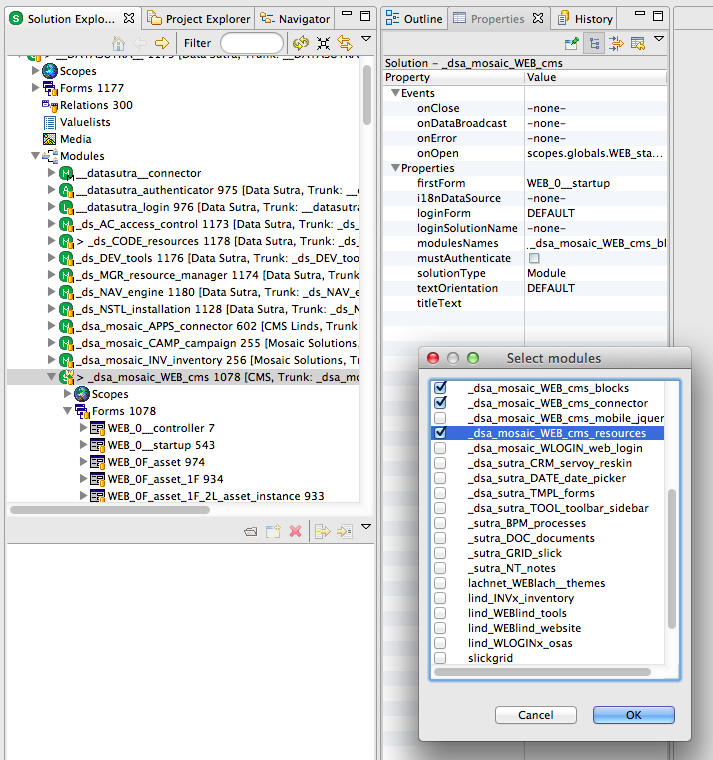 Solution Explo...
Project Explorer
Navigator
Filter
Scopes
Forms 1177
Relations 300
Valuelists
Media
Modules
__datasutra__connector
__datasutra_authenticator 975 [Data Sutra, Trunk: __da
__datasutra_login 976 [Data Sutra, Trunk: __datasutra
_ds_AC_access_control 1173 [Data Sutra, Trunk: _ds_
> _ds_CODE_resources 1178 [Data Sutra, Trunk: _ds_
_ds_DEV_tools 1176 [Data Sutra, Trunk: _ds_DEV_too
_ds_MGR_resource_manager 1174 [Data Sutra, Trunk:
_ds_NAV_engine 1180 [Data Sutra, Trunk: _ds_NAV_e
_ds_NSTL_installation 1128 [Data Sutra, Trunk: _ds_N
_dsa_mosaic_APPS_connector 602 [CMS Linds, Trunk:
_dsa_mosaic_CAMP_campaign 255 [Mosaic Solutions,
_dsa_mosaic_INV_inventory 256 [Mosaic Solutions, Tr
> _dsa_mosaic_WEB_cms 1078 [CMS, Trunk: _dsa_mo
Scopes
Forms 1078
WEB_0__controller 7
WEB_0__startup 543
WEB_0F_asset 974
WEB_0F_asset_1F 934
WEB_0F_asset_1F_2L_asset_instance 933
Outline
Properties
History
Solution - _dsa_mosaic_WEB_cms
Property Value
Events
onClose -none-
onDataBroadcast -none-
onError -none-
onOpen scopes.globals.WEB_sta...
Properties
firstForm WEB_0__startup
i18nDataSource -none-
loginForm DEFAULT
loginSolutionName -none-
modulesNames _dsa_mosaic_WEB_cms_bl
mustAuthenticate
solutionType Module
textOrientation DEFAULT
titleText
Select modules
_dsa_mosaic_WEB_cms_blocks
_dsa_mosaic_WEB_cms_connector
_dsa_mosaic_WEB_cms_mobile_jquer
_dsa_mosaic_WEB_cms_resources
_dsa_mosaic_WLOGIN_web_login
_dsa_sutra_CRM_servoy_reskin
_dsa_sutra_DATE_date_picker
_dsa_sutra_TMPL_forms
_dsa_sutra_TOOL_toolbar_sidebar
_sutra_BPM_processes
_sutra_DOC_documents
_sutra_GRID_slick
_sutra_NT_notes
lachnet_WEBlach__themes
lind_INVx_inventory
lind_WEBlind_tools
lind_WEBlind_website
lind_WLOGINx_osas
slickgrid
Cancel
OK